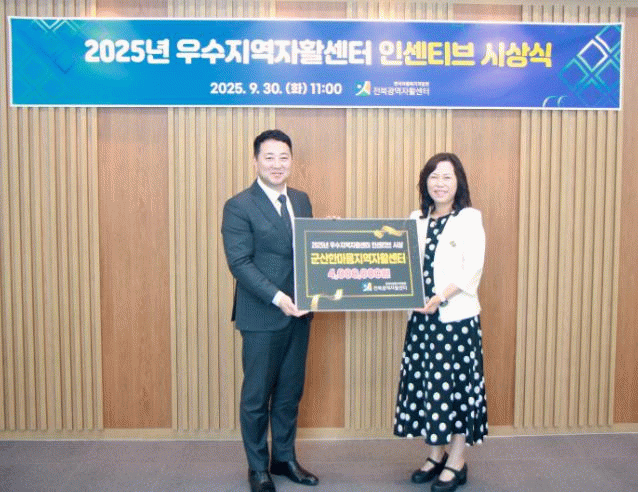 2025년 우수지역자활센터 인센티브 시상식
2025. 9. 30. (화) 11:00
전북광역자활센터
2025년 우수지역자활센터 인센티브 시상
군산한마음지역자활센터
4,000,000원
전북광역자활센터